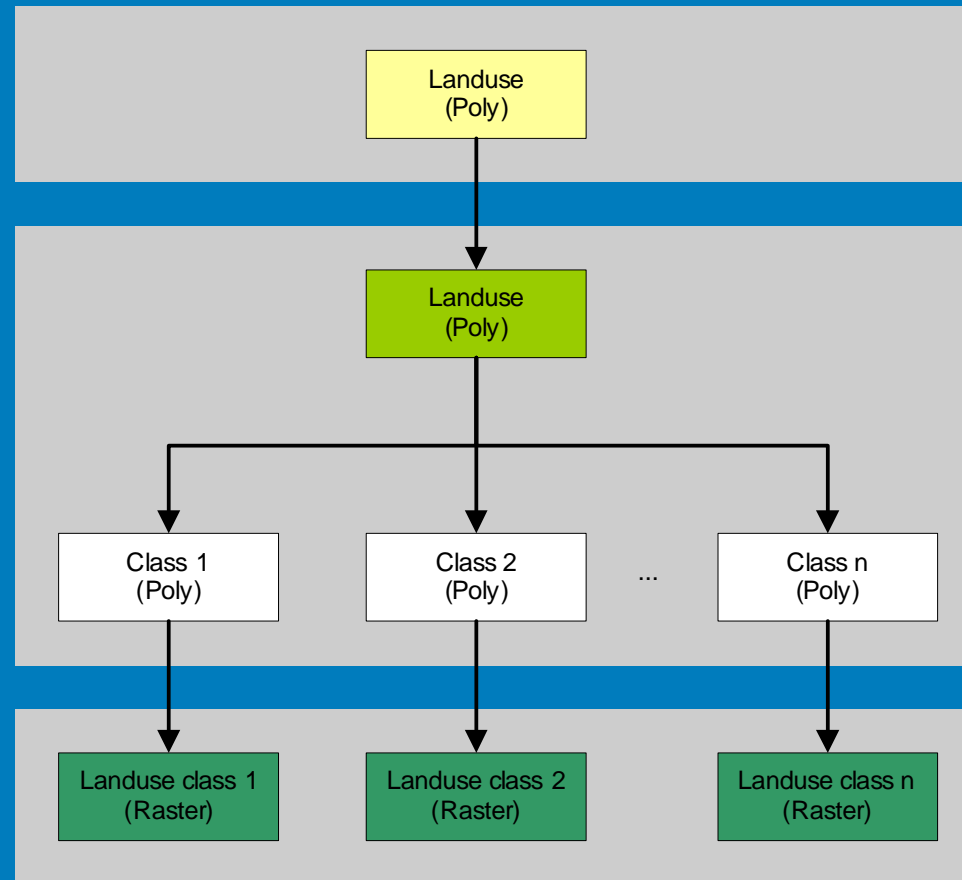 Landuse
(Poly)
Landuse
(Poly)
Class 1
(Poly)
Class 2
(Poly)
...
Class n
(Poly)
Landuse class 1
(Raster)
Landuse class 2
(Raster)
Landuse class n
(Raster)